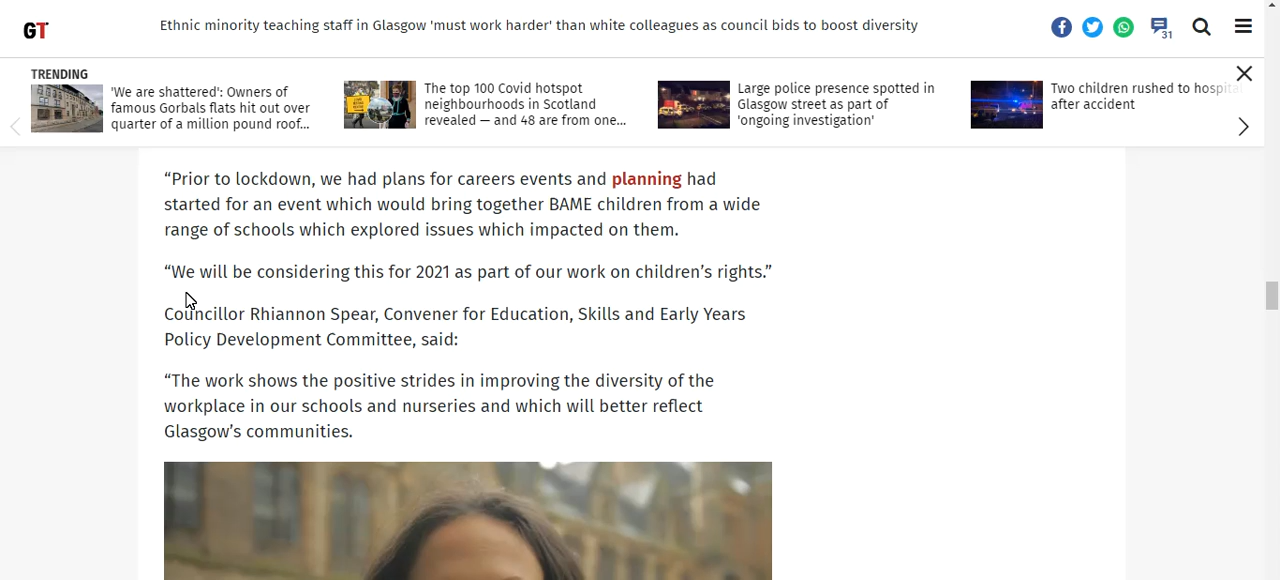 GT
Ethnic minority teaching staff in Glasgow 'must work harder' than white colleagues as council bids to boost diversity
31
TRENDING
'We are shattered': Owners of
famous Gorbals flats hit out over
quarter of a million pound roof...
The top 100 Covid hotspot
neighbourhoods in Scotland
revealed — and 48 are from one...
Large police presence spotted in
Glasgow street as part of
'ongoing investigation'
Two children rushed to hospital
after accident
“Prior to lockdown, we had plans for careers events and planning had
started for an event which would bring together BAME children from a wide
range of schools which explored issues which impacted on them.
“We will be considering this for 2021 as part of our work on children’s rights.”
Councillor Rhiannon Spear, Convener for Education, Skills and Early Years
Policy Development Committee, said:
“The work shows the positive strides in improving the diversity of the
workplace in our schools and nurseries and which will better reflect
Glasgow’s communities.